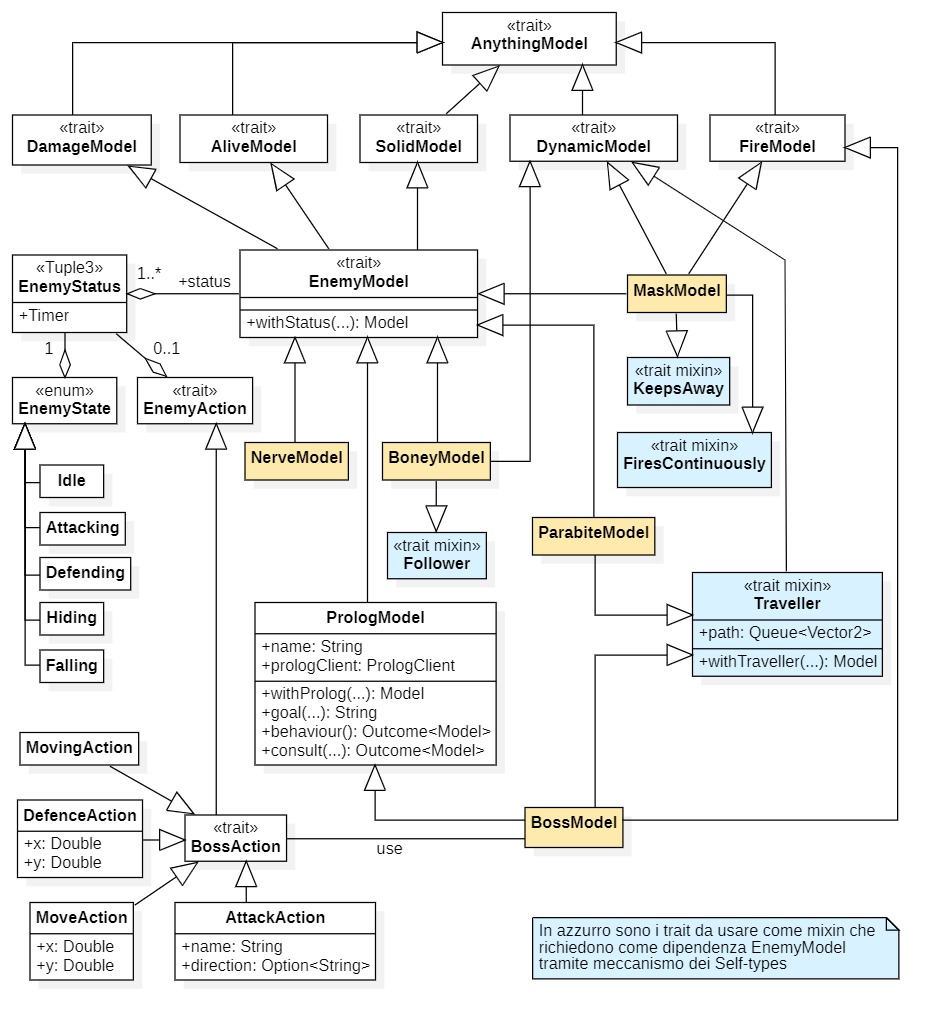 «trait»
AnythingModel
«trait»
DamageModel
«trait»
AliveModel
«trait»
SolidModel
«trait»
DynamicModel
«trait»
FireModel
«Tuple3»
EnemyStatus
+Timer
1..*
+status
«trait»
EnemyModel
+withStatus(...): Model
MaskModel
1
0..1
«enum»
EnemyState
«trait»
EnemyAction
«trait mixin»
KeepsAway
«trait mixin»
FiresContinuously
NerveModel
BoneyModel
Idle
Attacking
Defending
Hiding
Falling
«trait mixin»
Follower
ParabiteModel
«trait mixin»
Traveller
+path: Queue<Vector2>
+withTraveller(...): Model
PrologModel
+name: String
+prologClient: PrologClient
+withProlog(...): Model
+goal(...): String
+behaviour(): Outcome<Model>
+consult(...): Outcome<Model>
MovingAction
DefenceAction
+x: Double
+y: Double
«trait»
BossAction
use
BossModel
MoveAction
+x: Double
+y: Double
AttackAction
+name: String
+direction: Option<String>
In azzurro sono i trait da usare come mixin che
richiedono come dipendenza EnemyModel
tramite meccanismo dei Self-types